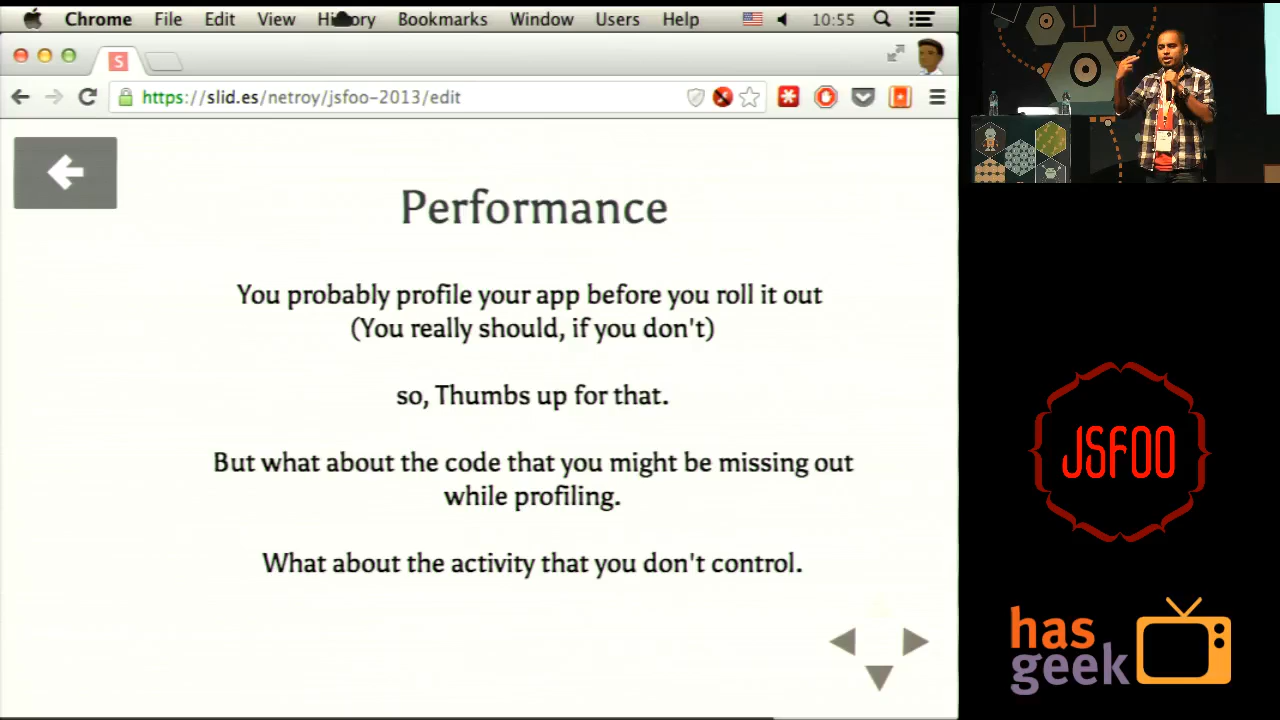 Chrome File Edit View History Bookmarks Window Users Help 10:55
S
https://slid.es/netroy/jsfoo-2013/edit
Performance
You probably profile your app before you roll it out
(You really should, if you don't)
so, Thumbs up for that.
But what about the code that you might be missing out
while profiling.
What about the activity that you don't control.
JSFOO
has
geek